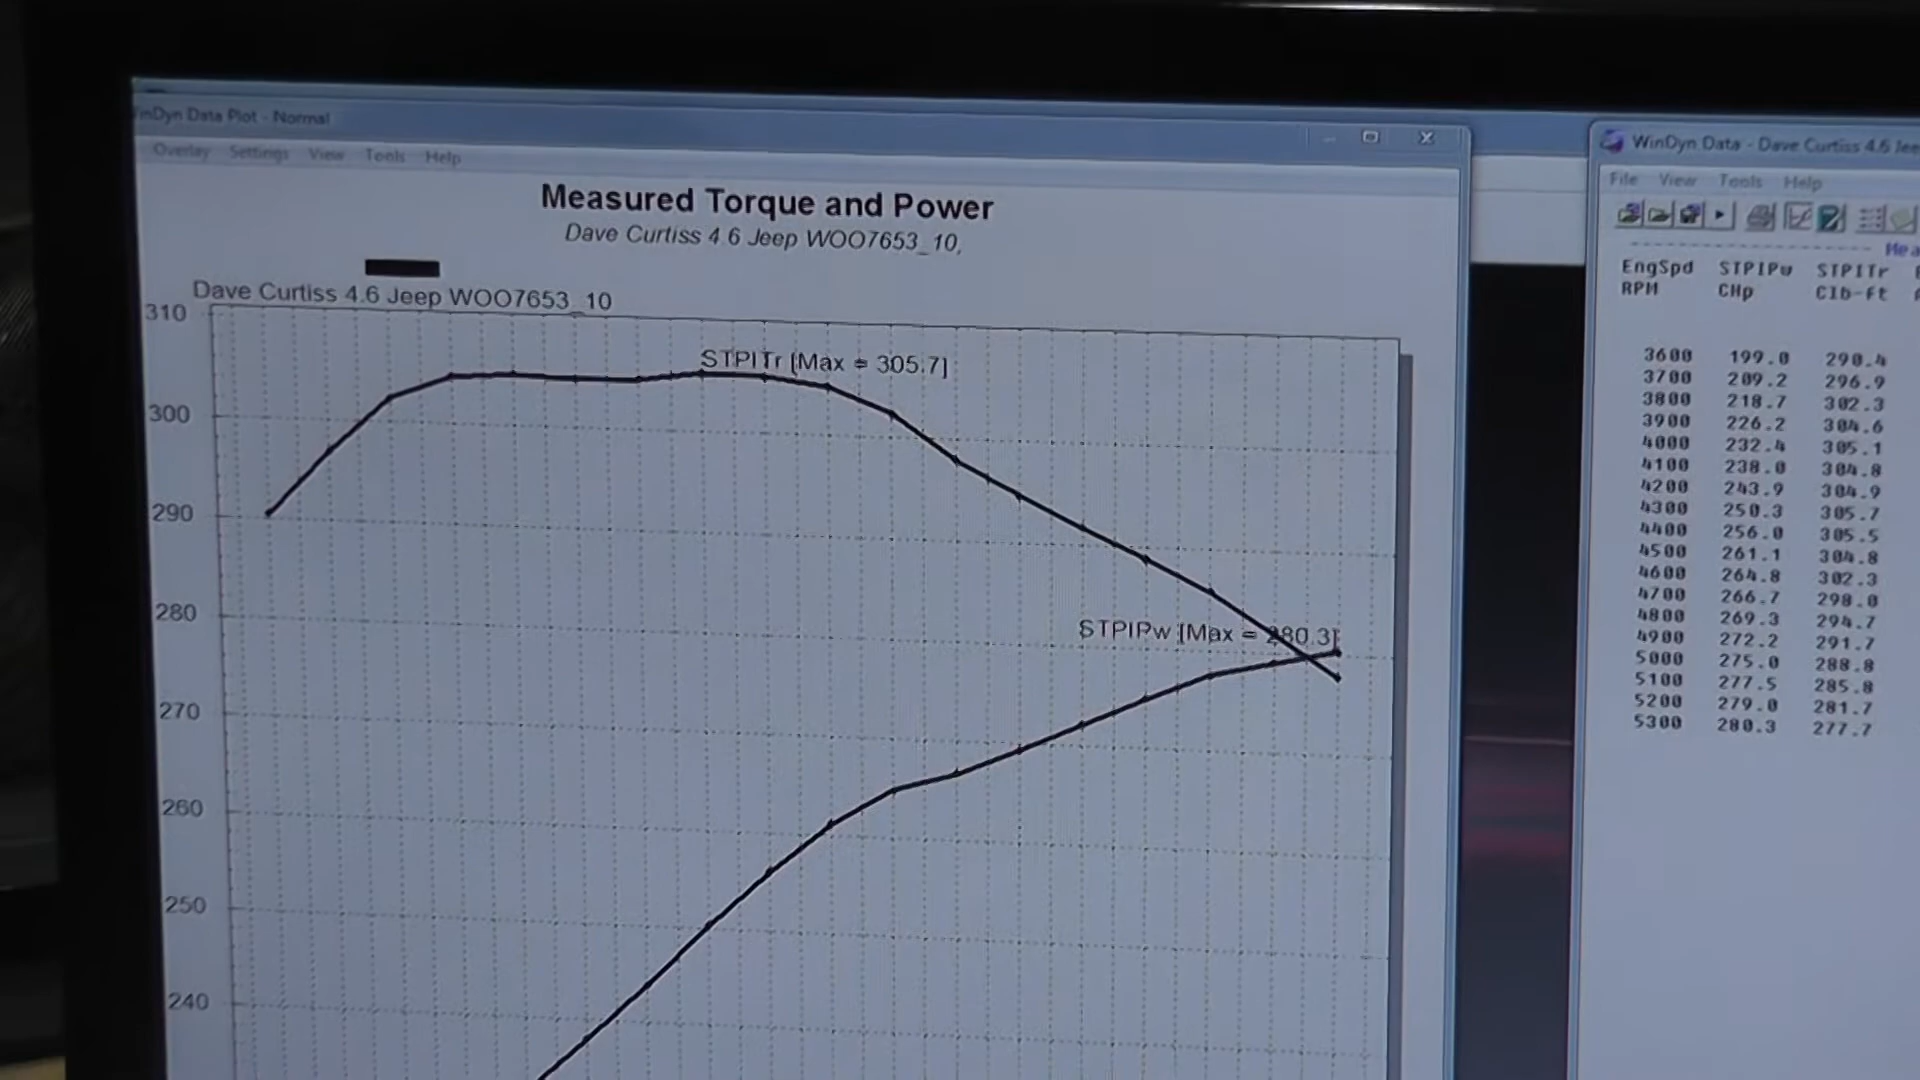 WinDyn Data Plot - Normal
Overlay Settings View Tools Help
Measured Torque and Power
Dave Curtiss 4.6 Jeep WOO7653_10,
Dave Curtiss 4.6 Jeep WOO7653_10
310
STPITr [Max = 305.7]
300
290
280
STPIPw [Max = 280.3]
270
260
250
240
WinDyn Data - Dave Curtiss 4.6 Jee
File View Tools Help
Mea
EngSpd STPIPw STPITr
RPM CHp Clb-ft
3600 199.0 290.4
3700 209.2 296.9
3800 218.7 302.3
3900 226.2 304.6
4000 232.4 305.1
4100 238.0 304.8
4200 243.9 304.9
4300 250.3 305.7
4400 256.0 305.5
4500 261.1 304.8
4600 264.8 302.3
4700 266.7 298.0
4800 269.3 294.7
4900 272.2 291.7
5000 275.0 288.8
5100 277.5 285.8
5200 279.0 281.7
5300 280.3 277.7